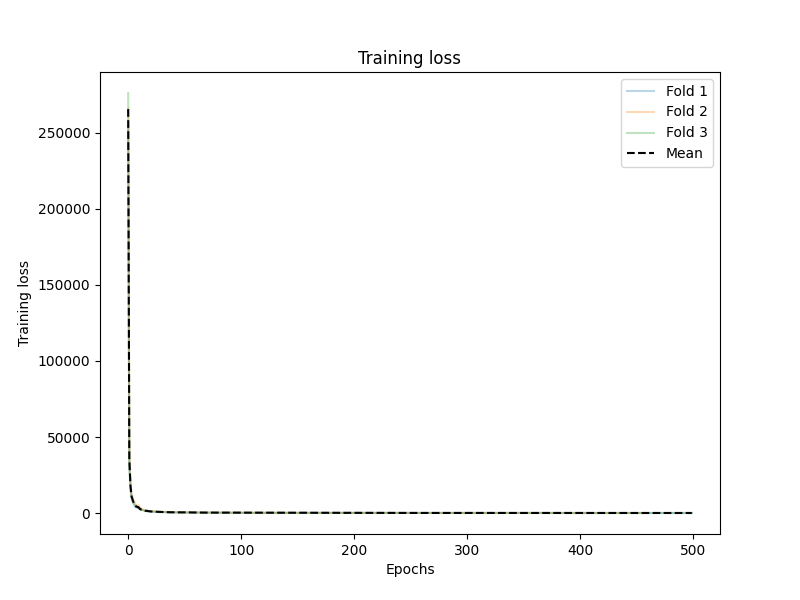 Training loss
Fold 1
Fold 2
Fold 3
Mean
Training loss
250000
200000
150000
100000
50000
0
0 100 200 300 400 500
Epochs